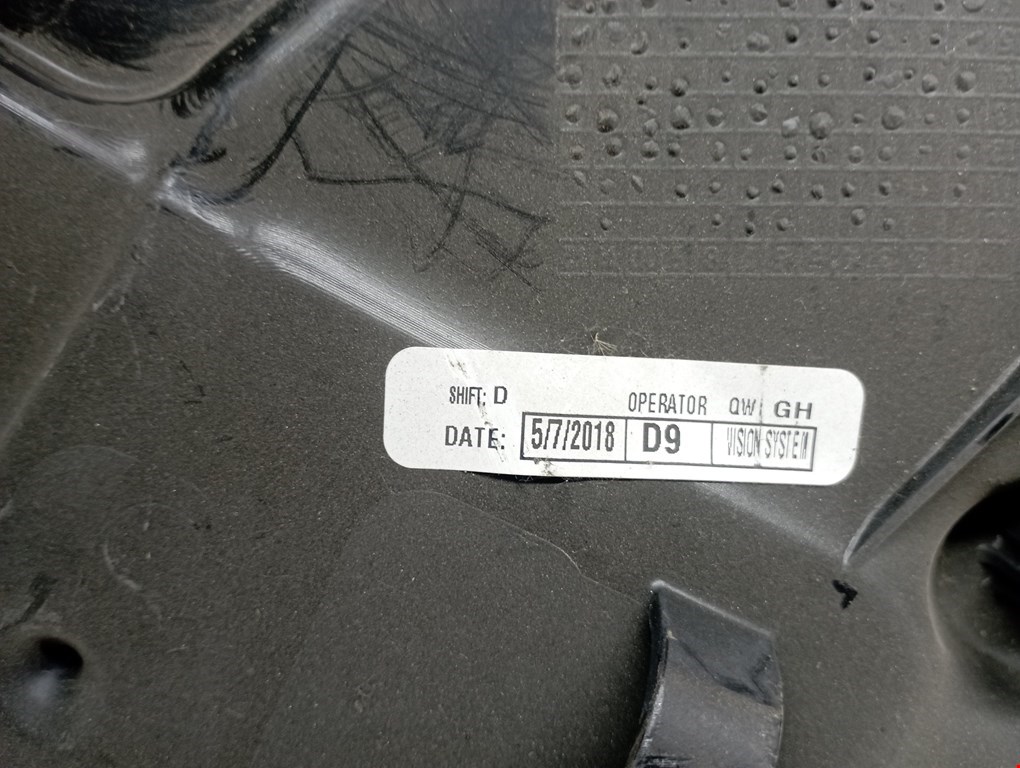 SHIFT: D
OPERATOR QW GH
DATE: 5/7/2018 D9 VISION SYSTEM